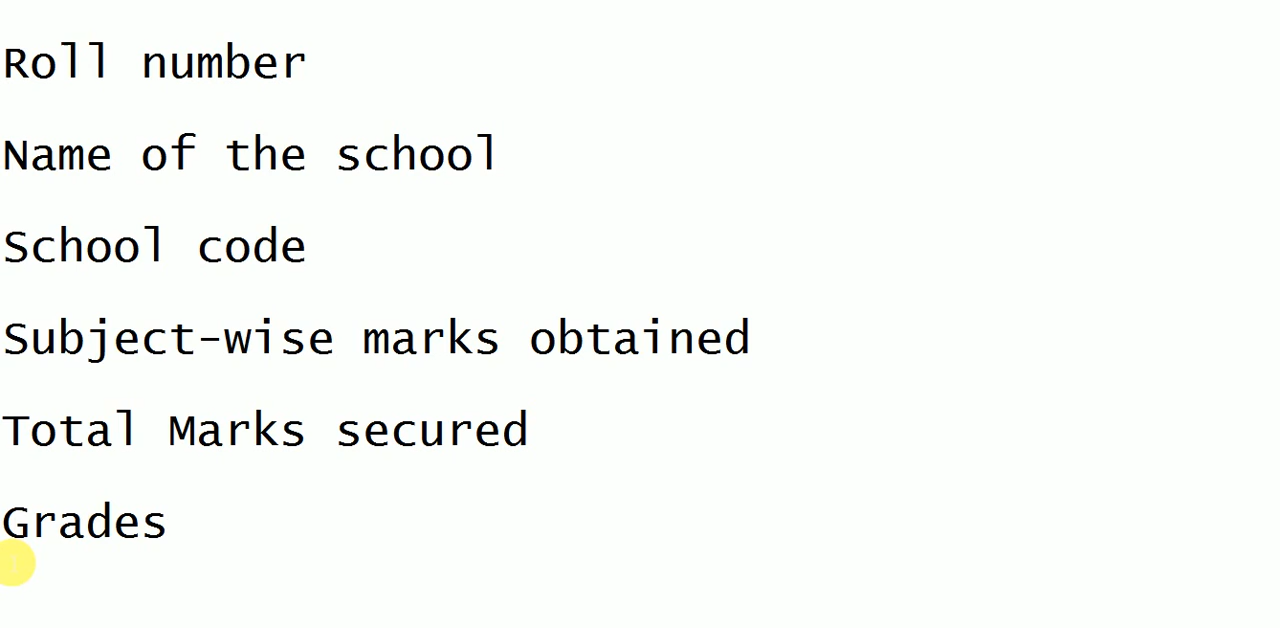 Roll number
Name of the school
School code
Subject-wise marks obtained
Total Marks secured
Grades